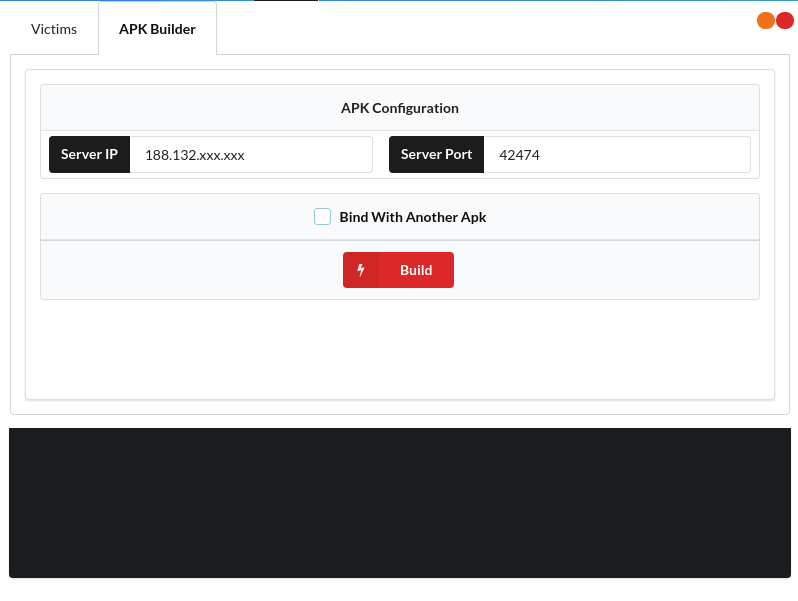 Victims
APK Builder
APK Configuration
Server IP
188.132.xxx.xxx
Server Port
42474
Bind With Another Apk
Build